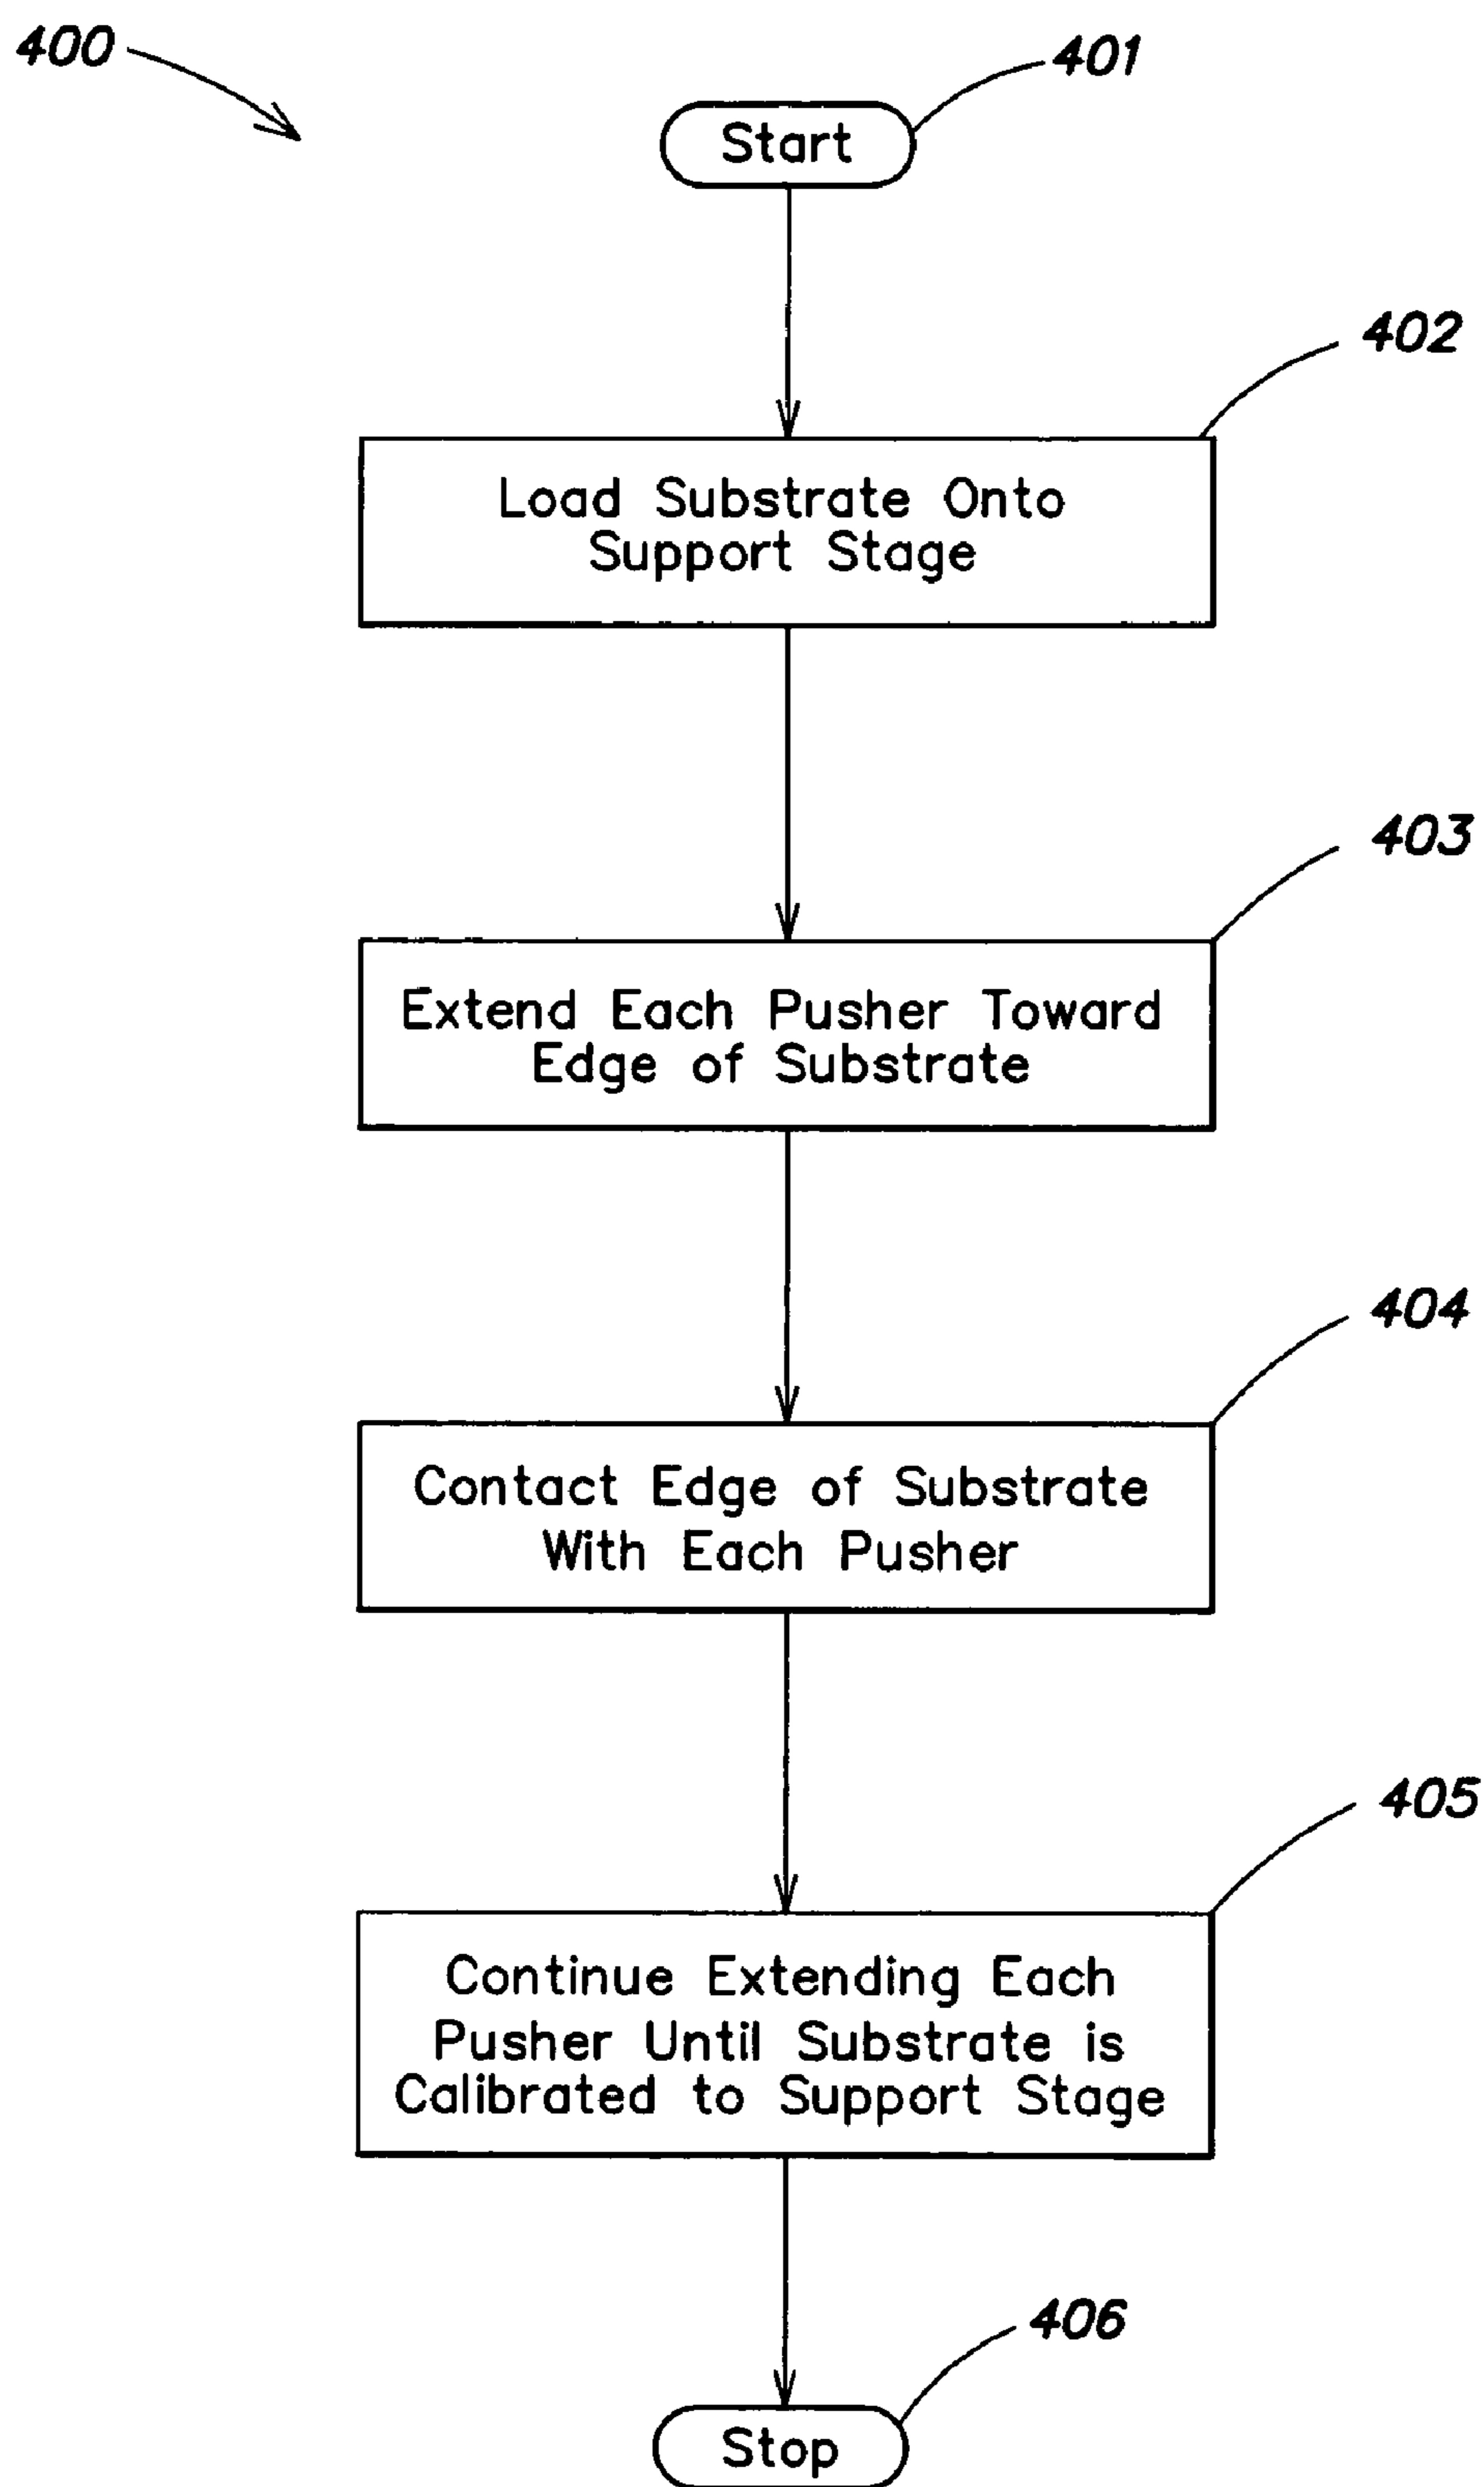 400
401
Start
402
Load Substrate Onto
Support Stage
403
Extend Each Pusher Toward
Edge of Substrate
404
Contact Edge of Substrate
With Each Pusher
405
Continue Extending Each
Pusher Until Substrate is
Calibrated to Support Stage
406
Stop